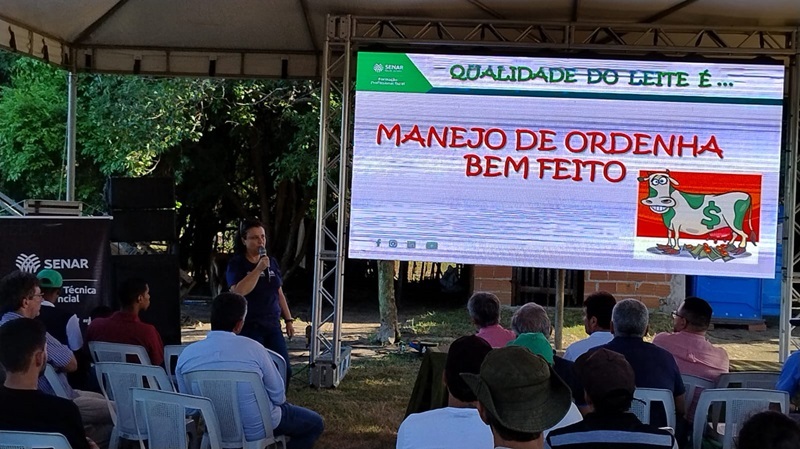 SENAR
QUALIDADE DO LEITE É...
MANEJO DE ORDENHA
BEM FEITO
$
SENAR
Técnica